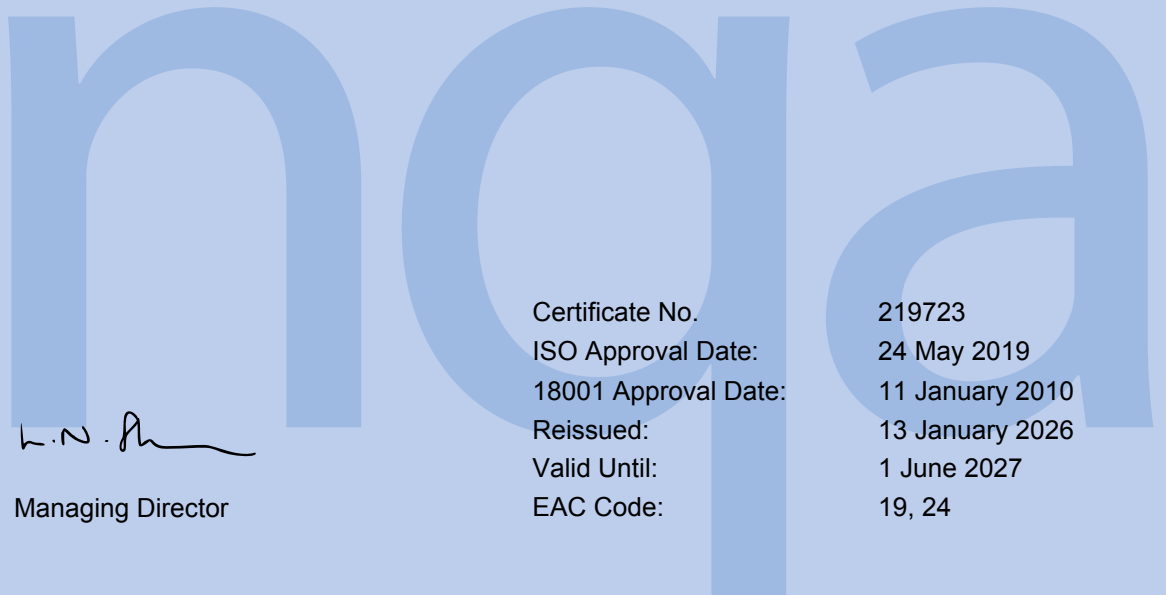 nqa
Certificate No. 219723
ISO Approval Date: 24 May 2019
18001 Approval Date: 11 January 2010
Reissued: 13 January 2026
Valid Until: 1 June 2027
EAC Code: 19, 24
L.N.
Managing Director